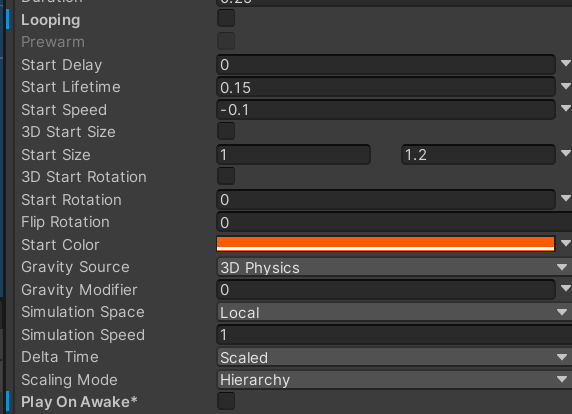 Duration 0.25
Looping
Prewarm
Start Delay 0
Start Lifetime 0.15
Start Speed -0.1
3D Start Size
Start Size 1 1.2
3D Start Rotation
Start Rotation 0
Flip Rotation 0
Start Color
Gravity Source 3D Physics
Gravity Modifier 0
Simulation Space Local
Simulation Speed 1
Delta Time Scaled
Scaling Mode Hierarchy
Play On Awake*